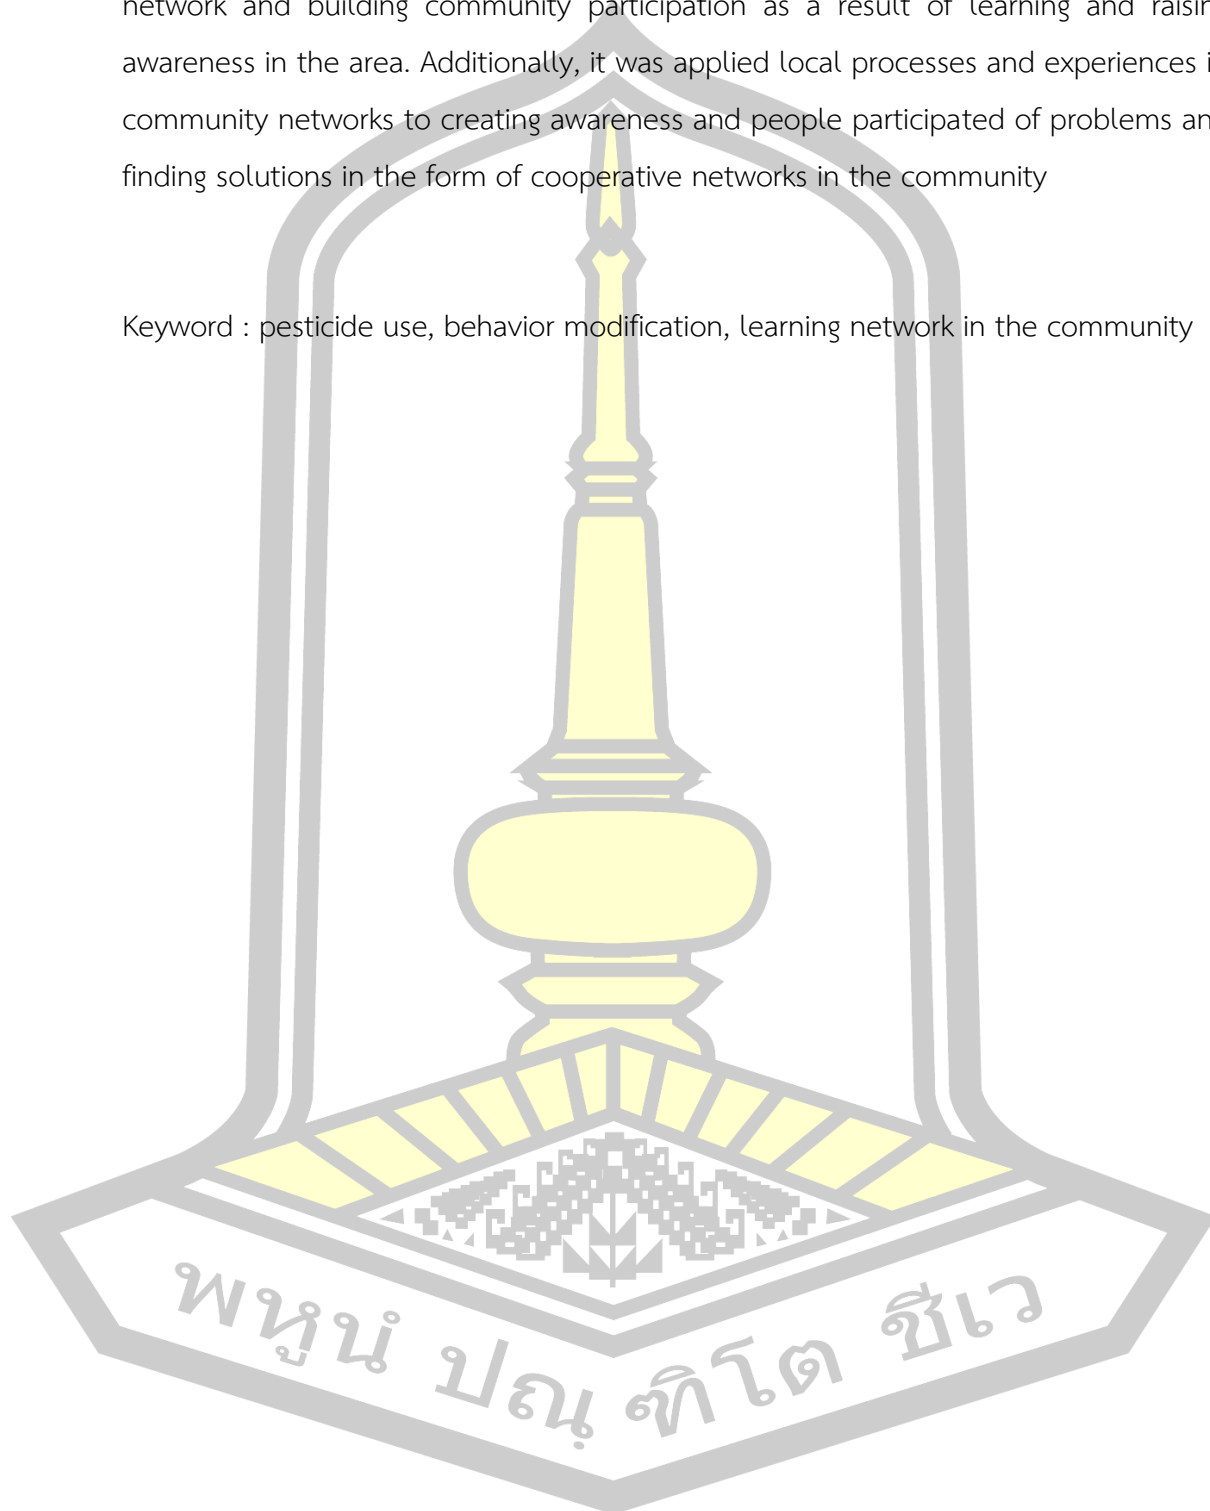 network and building community participation as a result of learning and raisin
awareness in the area. Additionally, it was applied local processes and experiences i
community networks to creating awareness and people participated of problems an
finding solutions in the form of cooperative networks in the community
Keyword : pesticide use, behavior modification, learning network in the community
พหูนํ ปณฺฑิโต ชีเว